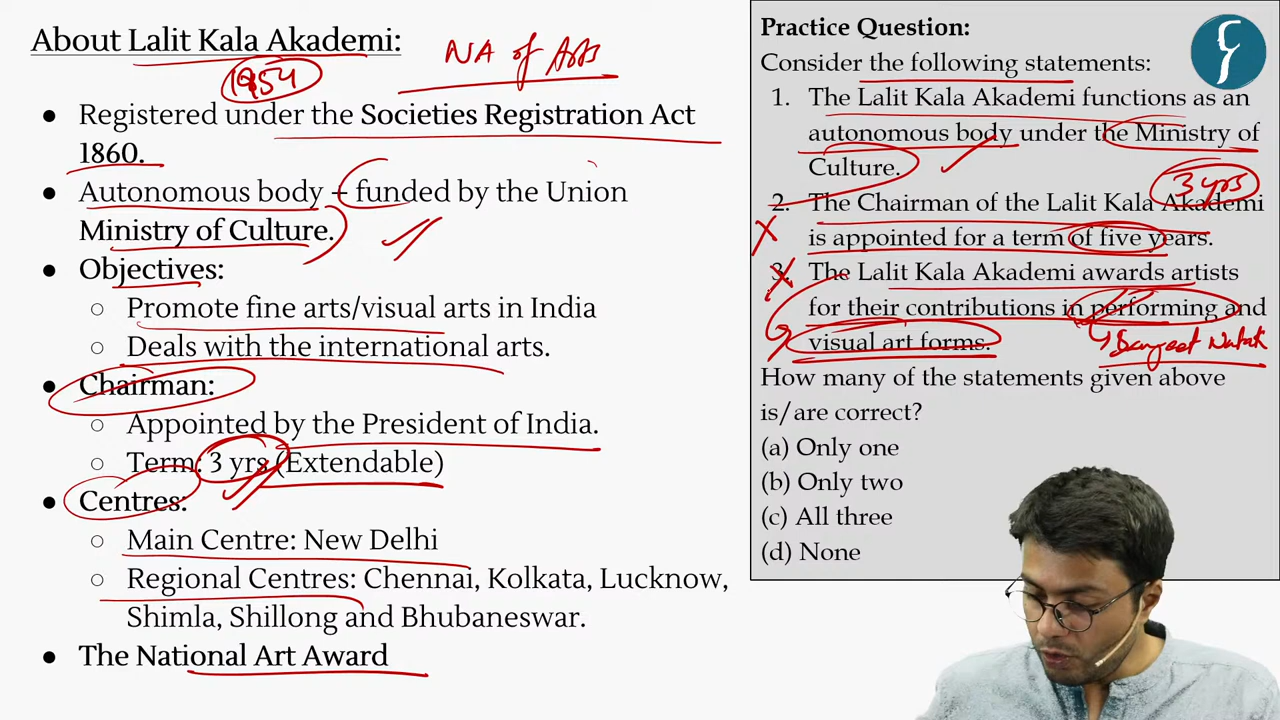 About Lalit Kala Akademi:
NA of Arts
1954
● Registered under the Societies Registration Act
1860.
● Autonomous body – funded by the Union
Ministry of Culture.
● Objectives:
○ Promote fine arts/visual arts in India
○ Deals with the international arts.
● Chairman:
○ Appointed by the President of India.
○ Term: 3 yrs (Extendable)
● Centres:
○ Main Centre: New Delhi
○ Regional Centres: Chennai, Kolkata, Lucknow,
Shimla, Shillong and Bhubaneswar.
● The National Art Award
Practice Question:
Consider the following statements:
1. The Lalit Kala Akademi functions as an
autonomous body under the Ministry of
Culture.
3 yrs
2. The Chairman of the Lalit Kala Akademi
is appointed for a term of five years.
3. The Lalit Kala Akademi awards artists
for their contributions in performing and
visual art forms.
Sangeet Natak
How many of the statements given above
is/are correct?
(a) Only one
(b) Only two
(c) All three
(d) None